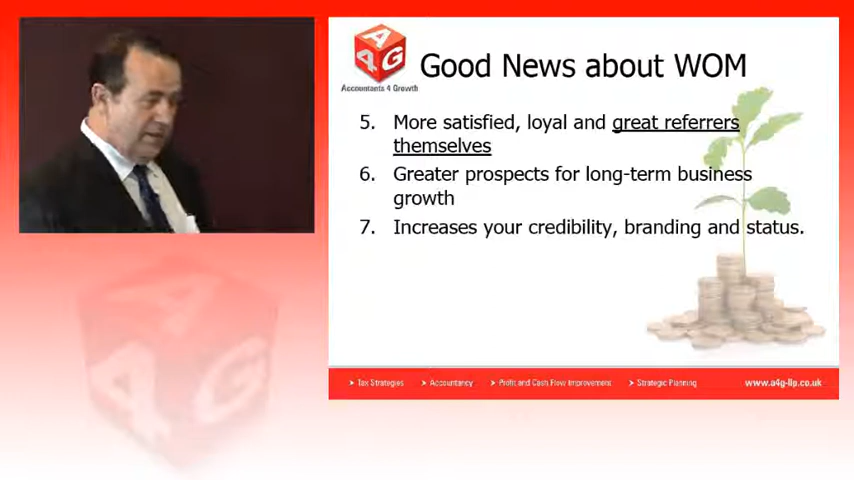 A
4 G
Accountants 4 Growth
Good News about WOM
5. More satisfied, loyal and great referrers
themselves
6. Greater prospects for long-term business
growth
7. Increases your credibility, branding and status.
A
4 G
Tax Strategies
Accountancy
Profit and Cash Flow Improvement
Strategic Planning
www.a4g-llp.co.uk